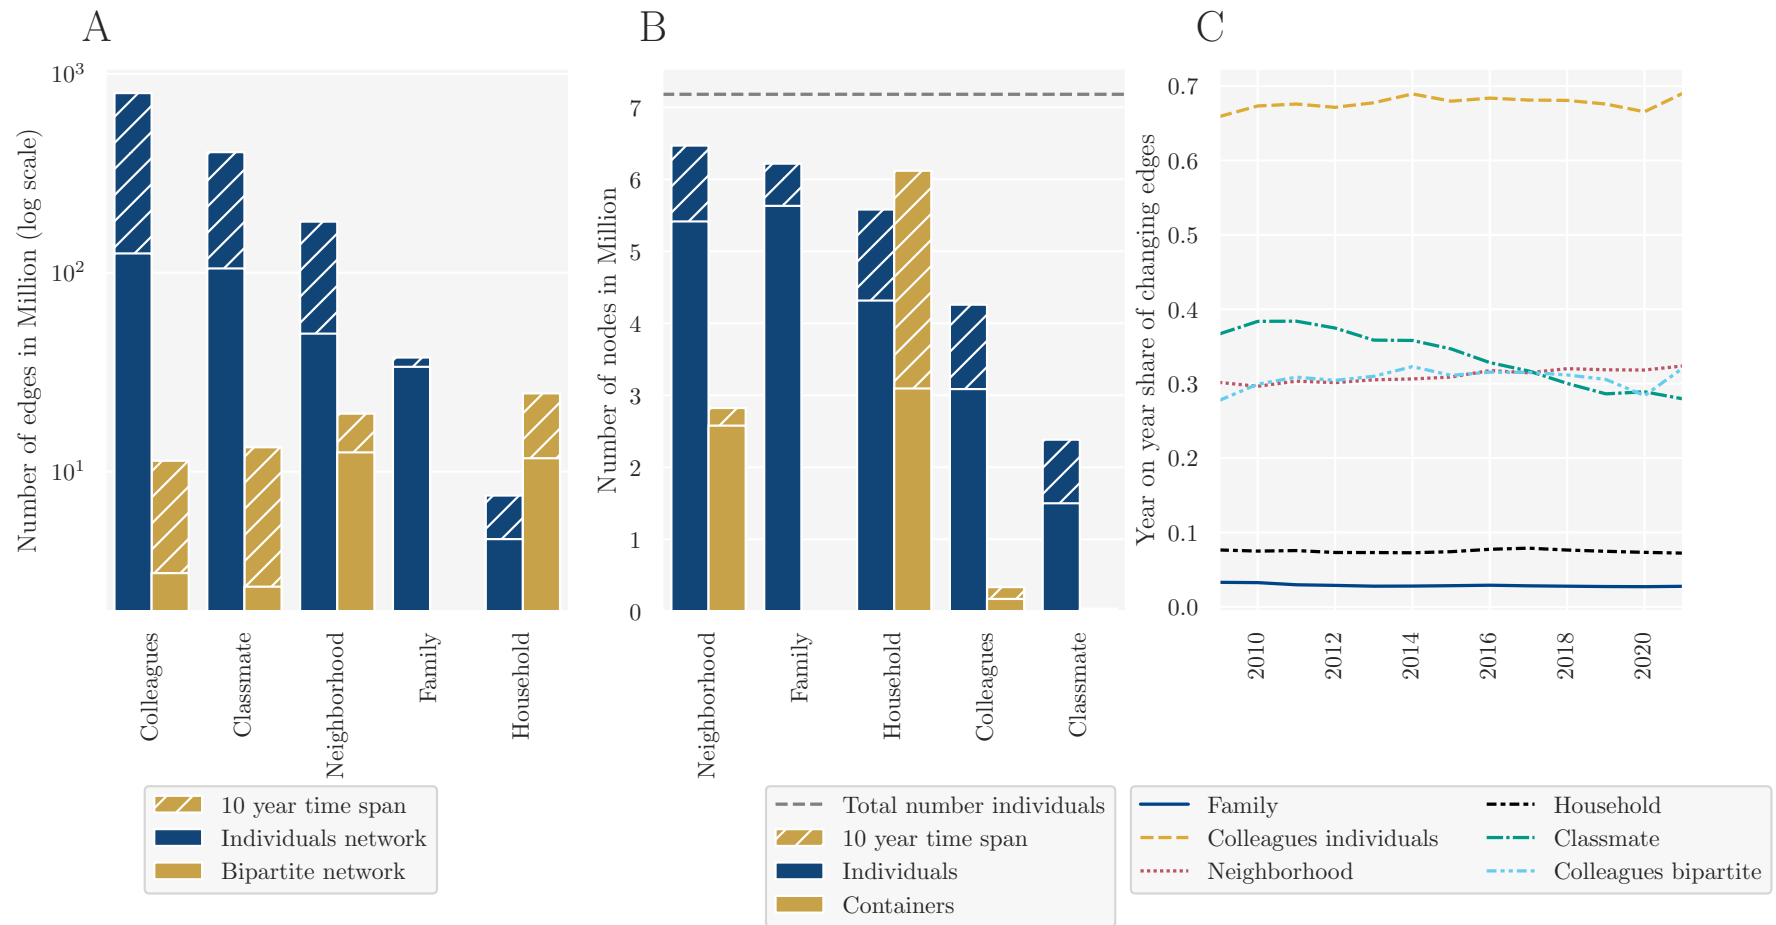 A
B
C
Number of edges in Million (log scale)
10³
10²
10¹
Colleagues
Classmate
Neighborhood
Family
Household
10 year time span
Individuals network
Bipartite network
Number of nodes in Million
7
6
5
4
3
2
1
0
Neighborhood
Family
Household
Colleagues
Classmate
Total number individuals
10 year time span
Individuals
Containers
Year on year share of changing edges
0.7
0.6
0.5
0.4
0.3
0.2
0.1
0.0
2010
2012
2014
2016
2018
2020
Family
Colleagues individuals
Neighborhood
Household
Classmate
Colleagues bipartite